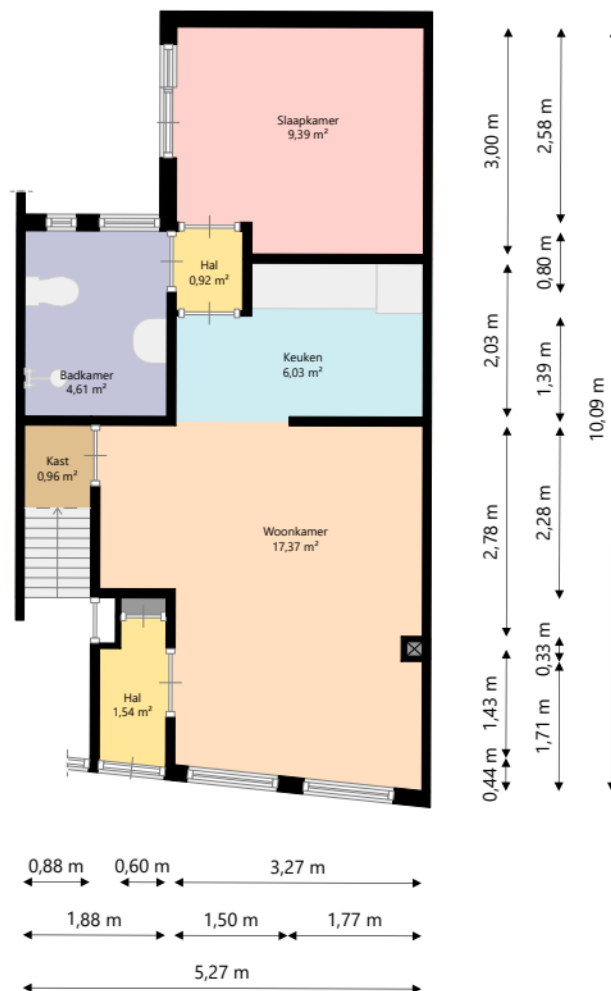 Slaapkamer
9,39 m²
Hal
0,92 m²
Keuken
6,03 m²
Badkamer
4,61 m²
Kast
0,96 m²
Woonkamer
17,37 m²
Hal
1,54 m²
3,00 m
2,58 m
0,80 m
2,03 m
1,39 m
10,09 m
2,78 m
2,28 m
0,33 m
1,43 m
1,71 m
0,44 m
0,88 m
0,60 m
3,27 m
1,88 m
1,50 m
1,77 m
5,27 m